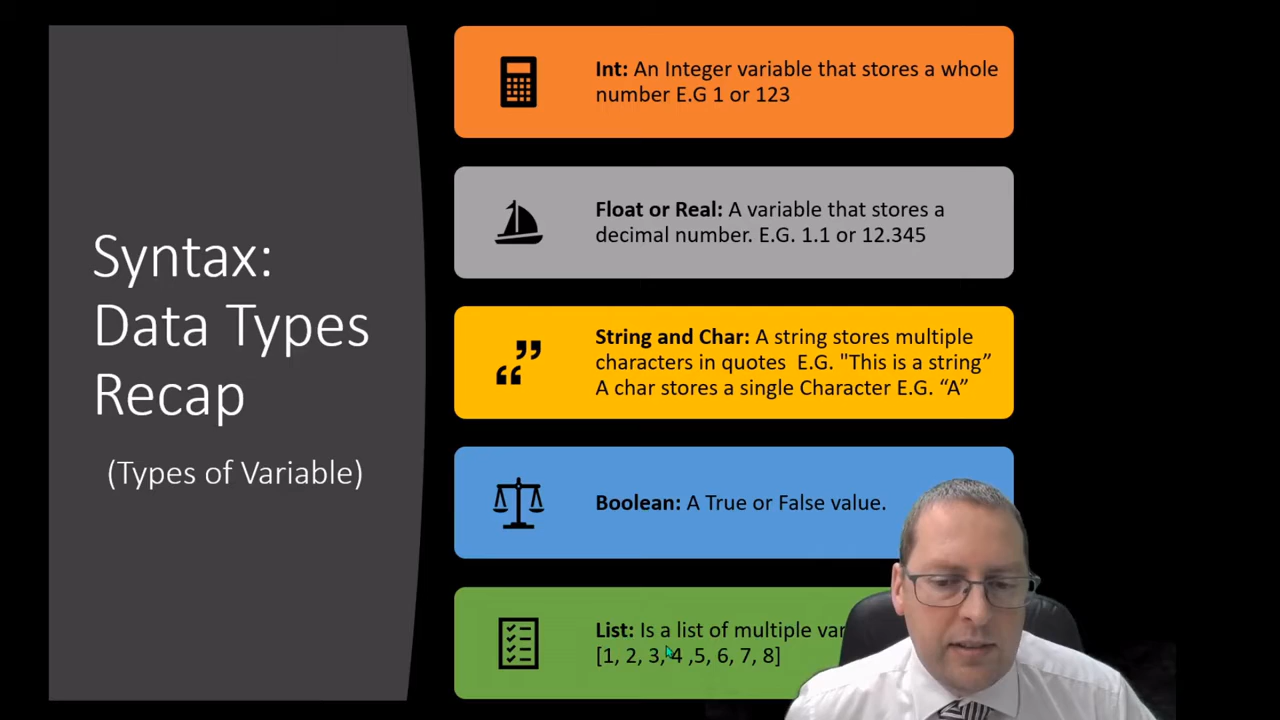 Syntax:
Data Types
Recap
(Types of Variable)
Int: An Integer variable that stores a whole
number E.G 1 or 123
Float or Real: A variable that stores a
decimal number. E.G. 1.1 or 12.345
String and Char: A string stores multiple
characters in quotes  E.G. "This is a string”
A char stores a single Character E.G. “A”
Boolean: A True or False value.
List: Is a list of multiple
[1, 2, 3, 4 ,5, 6, 7, 8]